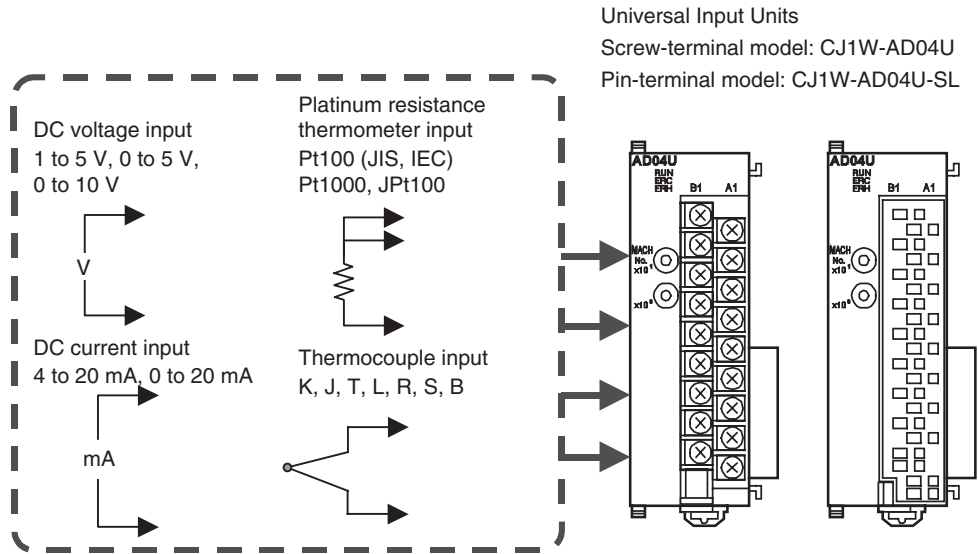 Universal Input Units
Screw-terminal model: CJ1W-AD04U
Pin-terminal model: CJ1W-AD04U-SL
DC voltage input
1 to 5 V, 0 to 5 V,
0 to 10 V
V
Platinum resistance
thermometer input
Pt100 (JIS, IEC)
Pt1000, JPt100
DC current input
4 to 20 mA, 0 to 20 mA
mA
Thermocouple input
K, J, T, L, R, S, B
AD04U
RUN
ERC
ERH
B1 A1
MACH
No.
x10¹
x10⁰
AD04U
RUN
ERC
ERH
B1 A1
MACH
No.
x10¹
x10⁰